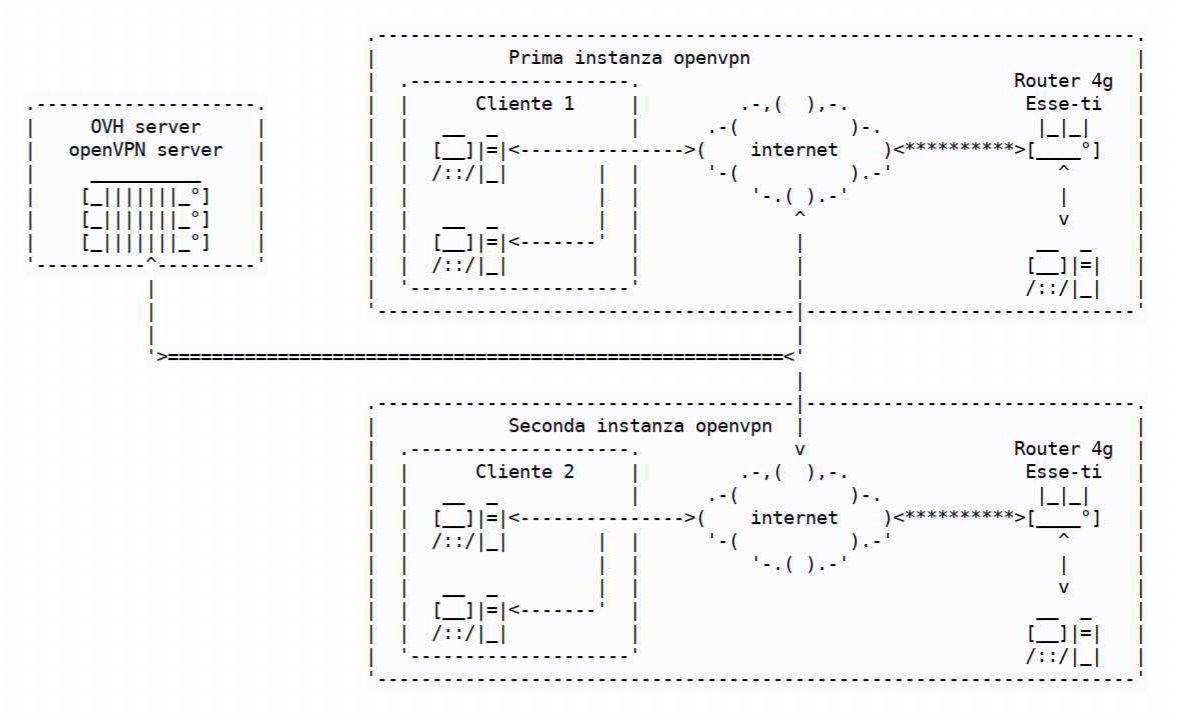 Prima instanza openvpn
Router 4g
Cliente 1
Esse-ti
OVH server
openVPN server
internet
Seconda instanza openvpn
Router 4g
Cliente 2
Esse-ti
internet